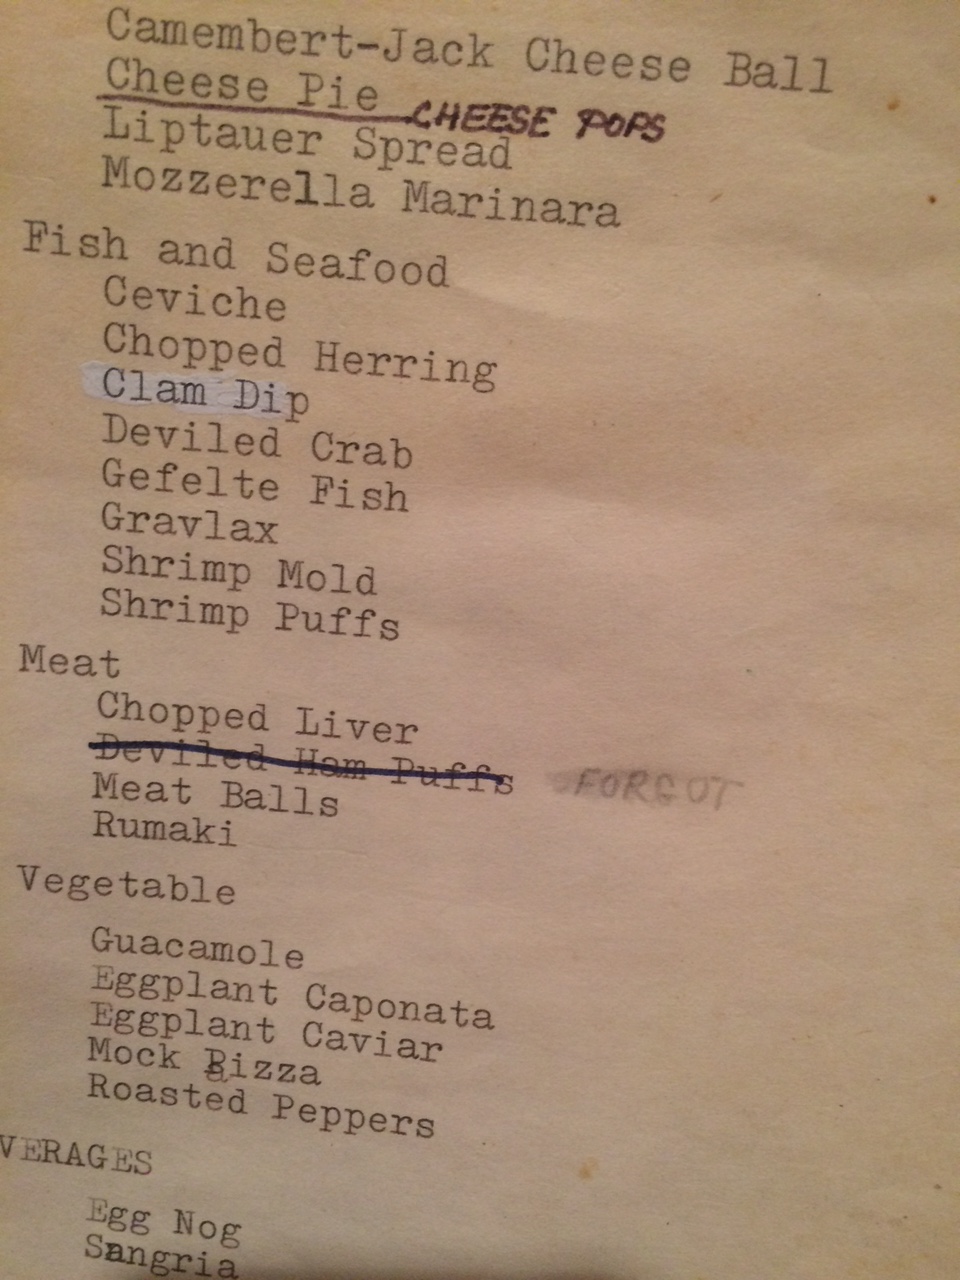 Camembert-Jack Cheese Ball
Cheese Pie CHEESE POPS
Liptauer Spread
Mozzerella Marinara
Fish and Seafood
Ceviche
Chopped Herring
Clam Dip
Deviled Crab
Gefelte Fish
Gravlax
Shrimp Mold
Shrimp Puffs
Meat
Chopped Liver
Deviled Ham Puffs FORGOT
Meat Balls
Rumaki
Vegetable
Guacamole
Eggplant Caponata
Eggplant Caviar
Mock Pizza
Roasted Peppers
VERAGES
Egg Nog
Sangria